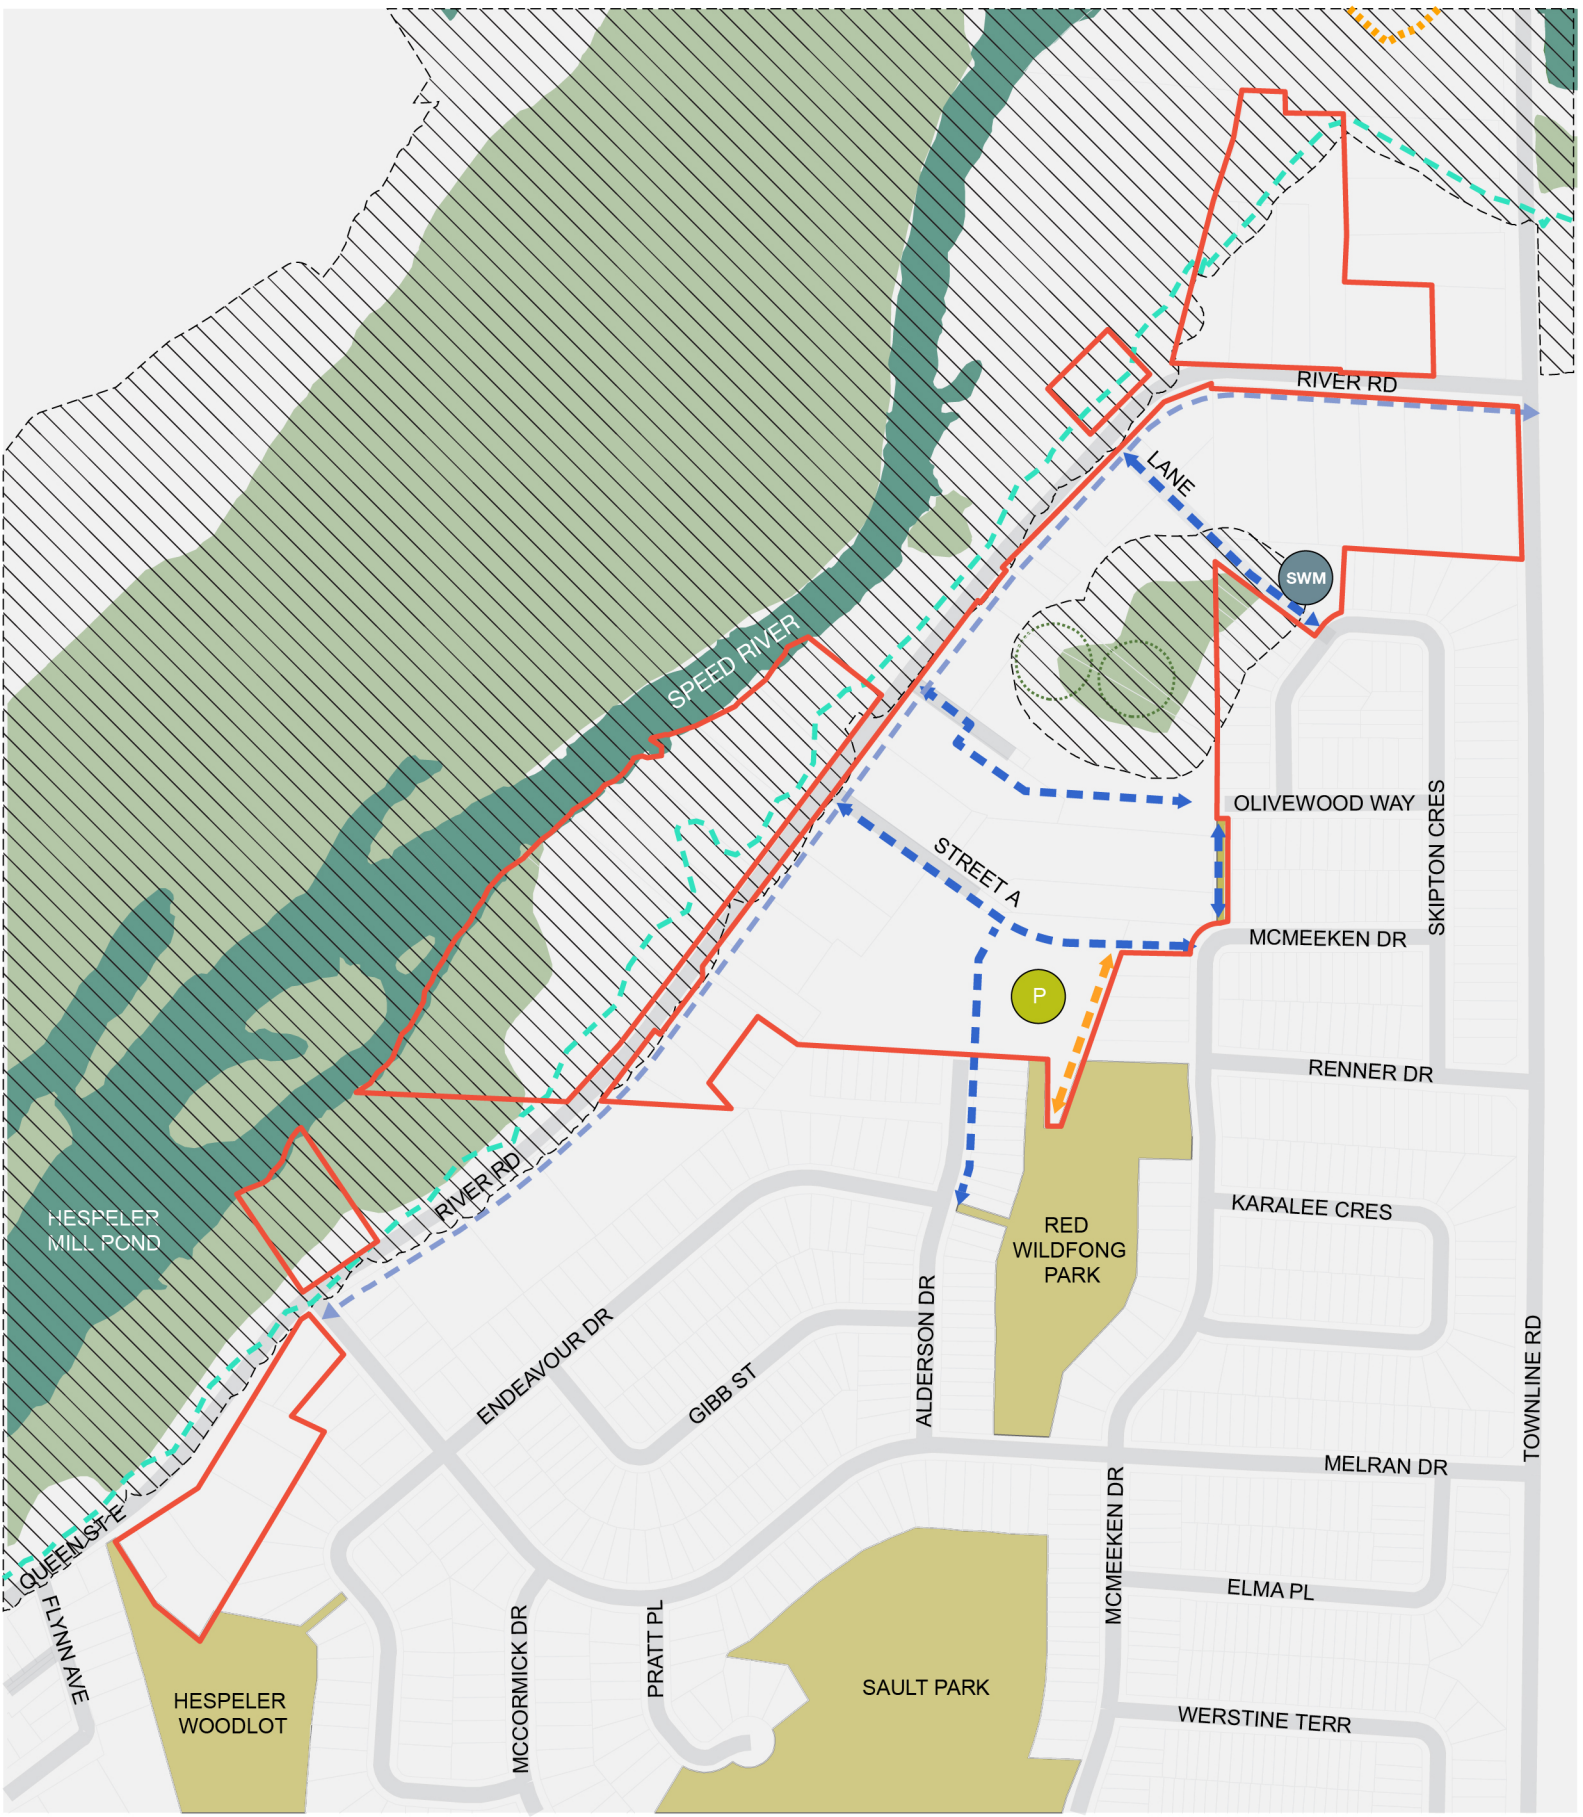 RIVER RD
LANE
SWM
SPEED RIVER
OLIVEWOOD WAY
SKIPTON CRES
STREET A
MCMEEKEN DR
P
RENNER DR
RIVER RD
HESPELER
MILL POND
KARALEE CRES
RED
WILDFONG
PARK
ALDERSON DR
ENDEAVOUR DR
GIBB ST
TOWNLINE RD
MELRAN DR
QUEEN ST E
MCMEEKEN DR
ELMA PL
FLYNN AVE
MCCORMICK DR
PRATT PL
SAULT PARK
HESPELER
WOODLOT
WERSTINE TERR